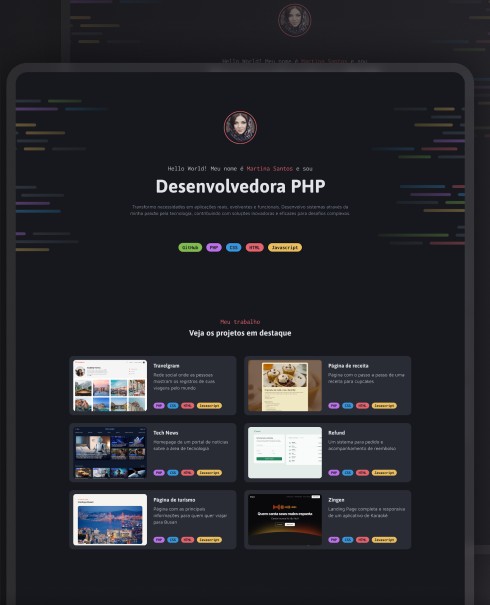 Hello World! Meu nome é Martina Santos e sou
Desenvolvedora PHP
Transformo necessidades em aplicações reais, envolventes e funcionais. Desenvolvo sistemas através da
minha paixão pela tecnologia, contribuindo com soluções inovadoras e eficazes para desafios complexos.
GitHub PHP CSS HTML Javascript
Meu trabalho
Veja os projetos em destaque
Travelgram
Rede social onde as pessoas
mostram os registros de suas
viagens pelo mundo
PHP CSS HTML Javascript
Página de receita
Página com o passo a passo de uma
receita para cupcakes
PHP CSS HTML Javascript
Tech News
Homepage de um portal de notícias
sobre a área de tecnologia
PHP CSS HTML Javascript
Refund
Um sistema para pedido e
acompanhamento de reembolso
PHP CSS HTML Javascript
Página de turismo
Página com as principais
informações para quem quer viajar
para Busan
PHP CSS HTML Javascript
Zingen
Landing Page completa e responsiva
de um aplicativo de Karaokê
PHP CSS HTML Javascript